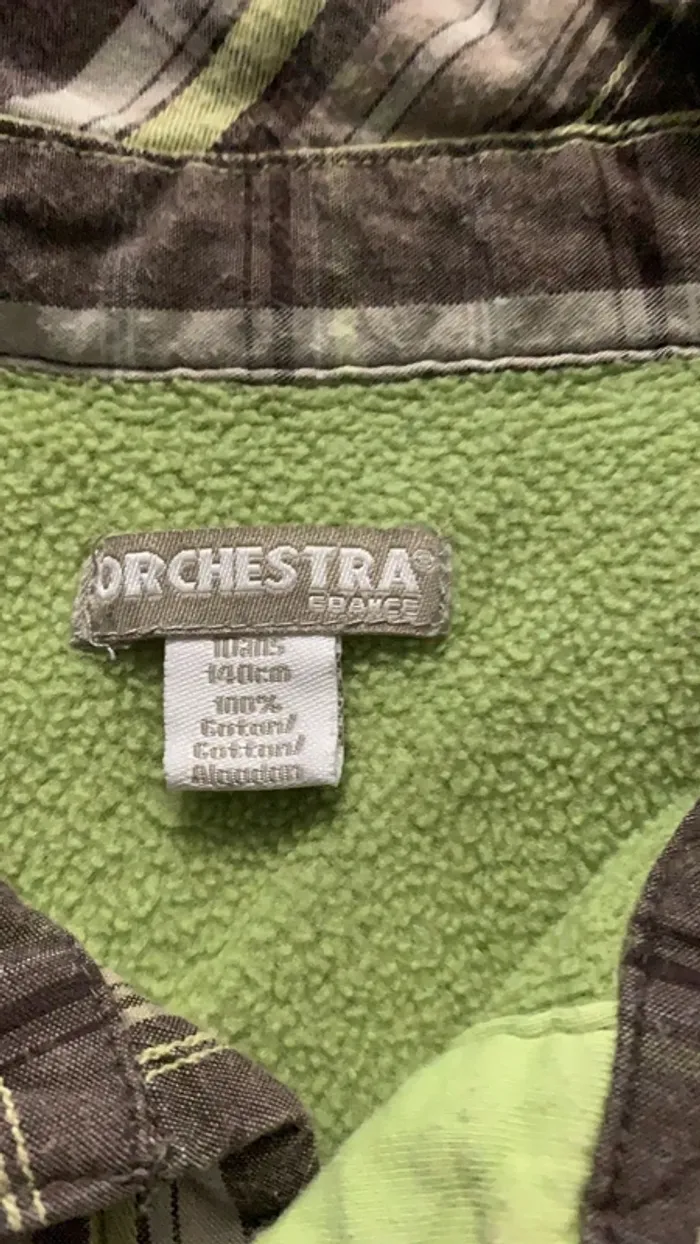 ORCHESTRA®
FRANCE
10ans
140cm
100%
Coton/
Cotton/
Algodon